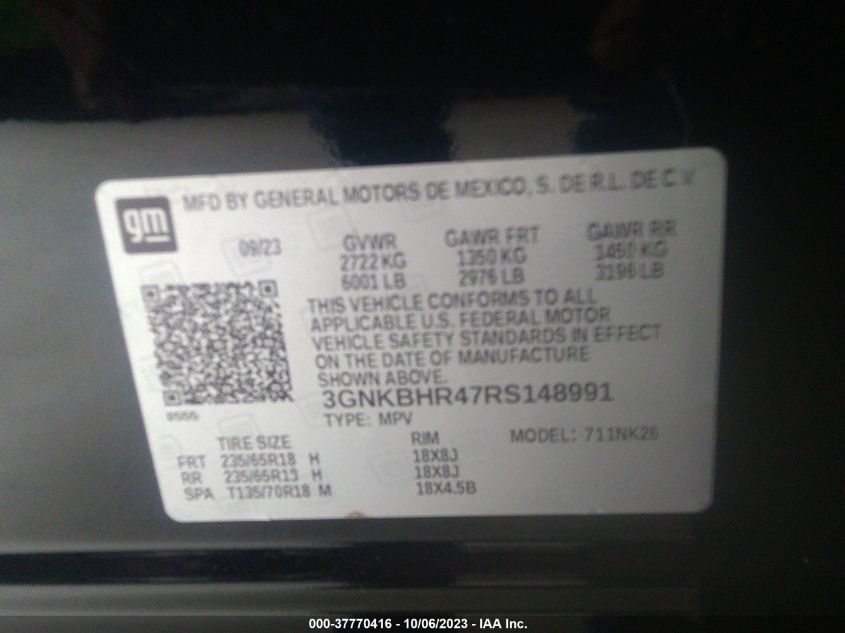 gm
MFD BY GENERAL MOTORS DE MEXICO, S. DE R.L. DE C.V
09/23
GVWR GAWR FRT GAWR RR
2722 KG 1350 KG 1450 KG
6001 LB 2976 LB 3196 LB
THIS VEHICLE CONFORMS TO ALL
APPLICABLE U.S. FEDERAL MOTOR
VEHICLE SAFETY STANDARDS IN EFFECT
ON THE DATE OF MANUFACTURE
SHOWN ABOVE.
3GNKBHR47RS148991
TYPE: MPV
TIRE SIZE RIM MODEL: 711NK26
FRT 235/65R18 H 18X8J
RR 235/65R18 H 18X8J
SPA T135/70R18 M 18X4.5B
000-37770416 - 10/06/2023 - IAA Inc.